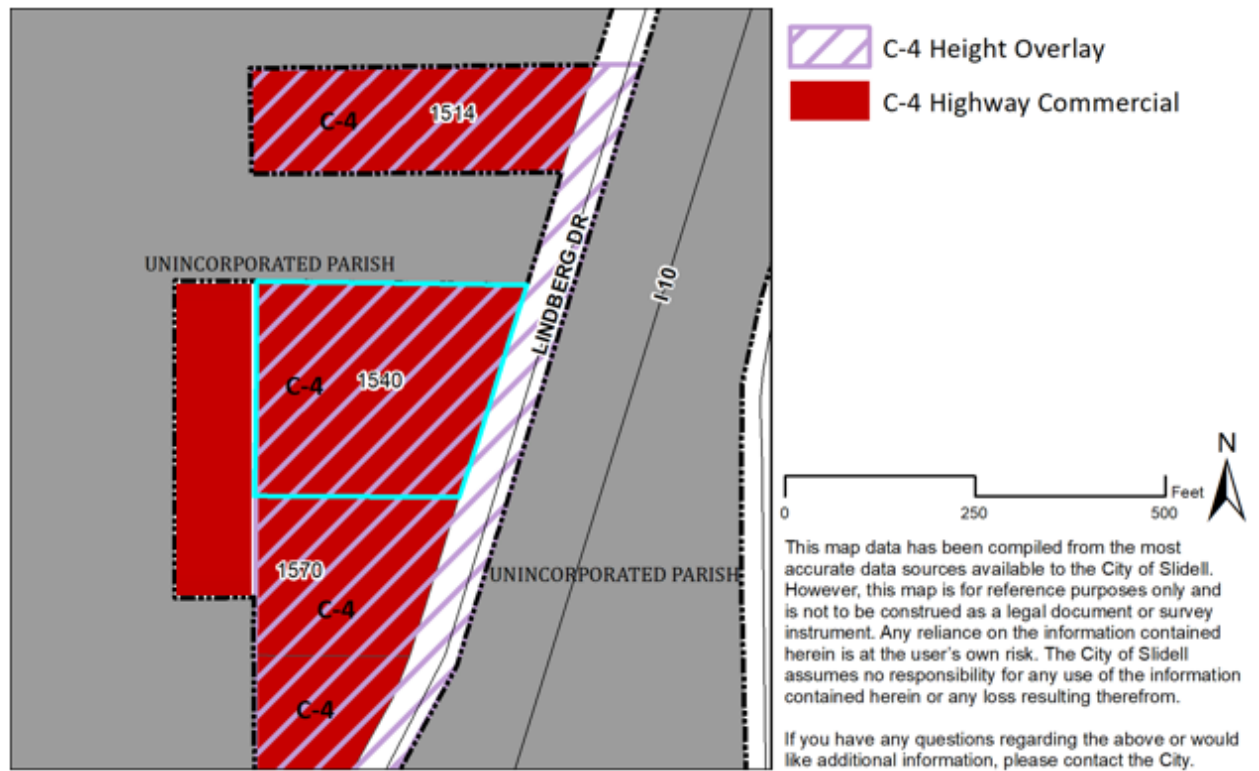 C-4 Height Overlay
C-4 Highway Commercial
C-4
1514
LINDBERG DR
I 10
UNINCORPORATED PARISH
C-4
1540
1570
UNINCORPORATED PARISH
C-4
C-4
N
Feet
0
250
500
This map data has been compiled from the most
accurate data sources available to the City of Slidell.
However, this map is for reference purposes only and
is not to be construed as a legal document or survey
instrument. Any reliance on the information contained
herein is at the user's own risk. The City of Slidell
assumes no responsibility for any use of the information
contained herein or any loss resulting therefrom.
If you have any questions regarding the above or would
like additional information, please contact the City.